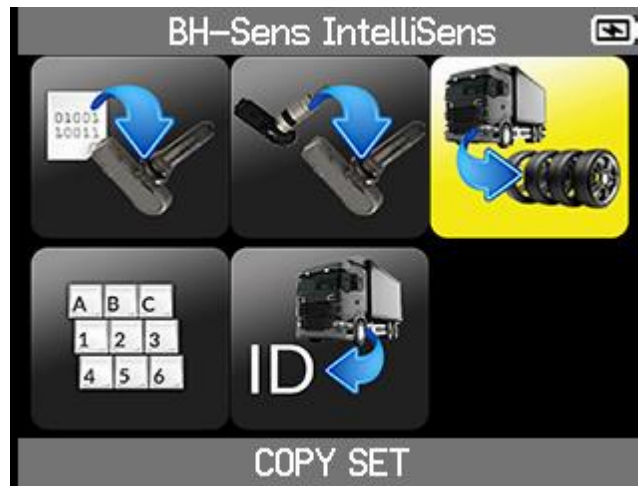 BH-Sens IntelliSens
01001
10011
A B C
1 2 3
4 5 6
ID
COPY SET